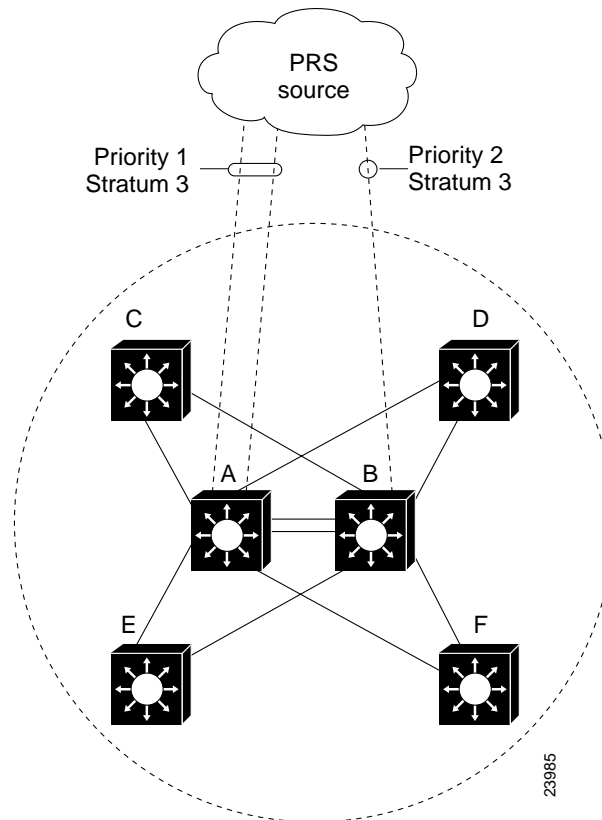 PRS
source
Priority 1
Stratum 3
Priority 2
Stratum 3
C
D
A
B
E
F
23985